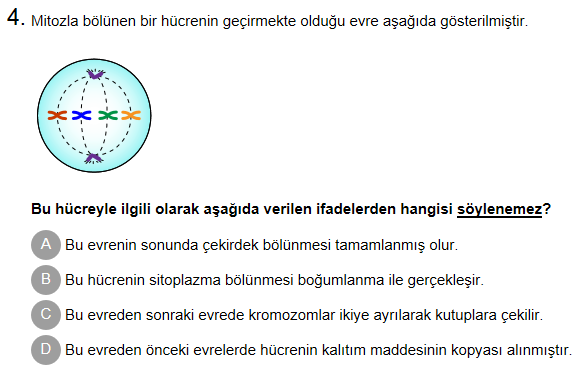 4. Mitozla bölünen bir hücrenin geçirmekte olduğu evre aşağıda gösterilmiştir.
Bu hücreyle ilgili olarak aşağıda verilen ifadelerden hangisi söylenemez?
A Bu evrenin sonunda çekirdek bölünmesi tamamlanmış olur.
B Bu hücrenin sitoplazma bölünmesi boğumlanma ile gerçekleşir.
C Bu evreden sonraki evrede kromozomlar ikiye ayrılarak kutuplara çekilir.
D Bu evreden önceki evrelerde hücrenin kalıtım maddesinin kopyası alınmıştır.